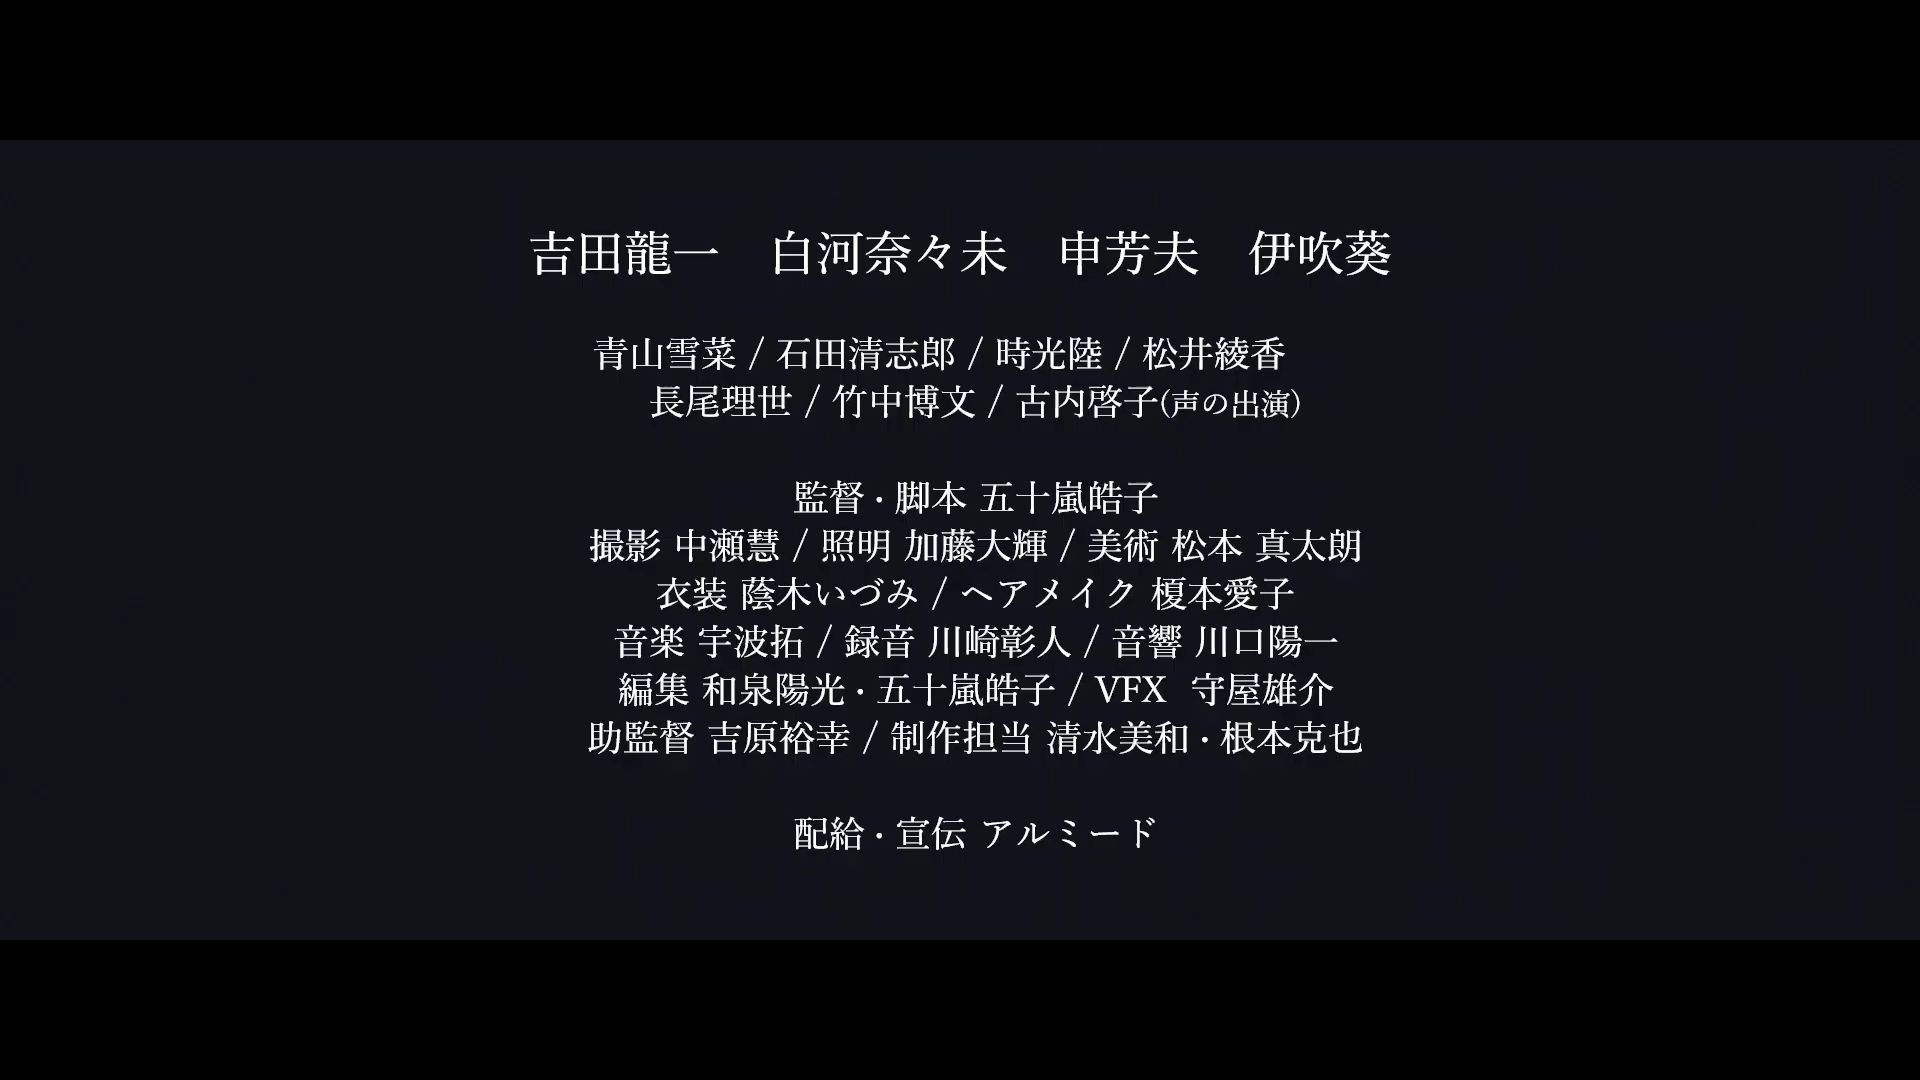 吉田龍一　白河奈々未　申芳夫　伊吹葵
青山雪菜 / 石田清志郎 / 時光陸 / 松井綾香
長尾理世 / 竹中博文 / 古内啓子(声の出演)
監督・脚本 五十嵐皓子
撮影 中瀬慧 / 照明 加藤大輝 / 美術 松本 真太朗
衣装 蔭木いづみ / ヘアメイク 榎本愛子
音楽 宇波拓 / 録音 川崎彰人 / 音響 川口陽一
編集 和泉陽光・五十嵐皓子 / VFX 守屋雄介
助監督 吉原裕幸 / 制作担当 清水美和・根本克也
配給・宣伝 アルミード